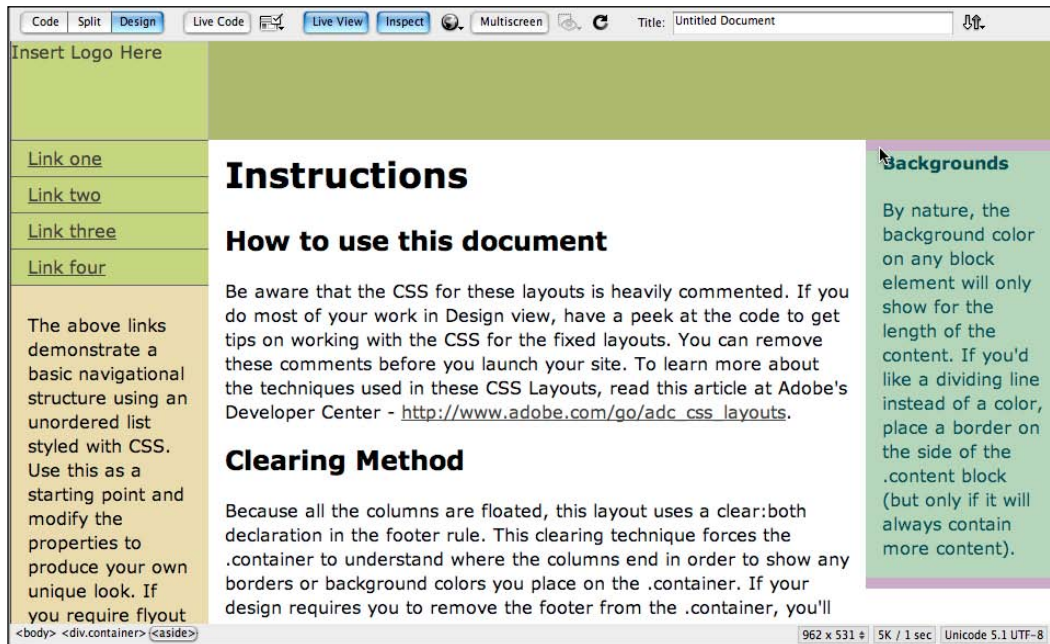 Code Split Design Live Code Live View Inspect Multiscreen Title: Untitled Document
Insert Logo Here
Link one
Link two
Link three
Link four
The above links
demonstrate a
basic navigational
structure using an
unordered list
styled with CSS.
Use this as a
starting point and
modify the
properties to
produce your own
unique look. If
you require flyout
Instructions
How to use this document
Be aware that the CSS for these layouts is heavily commented. If you
do most of your work in Design view, have a peek at the code to get
tips on working with the CSS for the fixed layouts. You can remove
these comments before you launch your site. To learn more about
the techniques used in these CSS Layouts, read this article at Adobe's
Developer Center - http://www.adobe.com/go/adc_css_layouts.
Clearing Method
Because all the columns are floated, this layout uses a clear:both
declaration in the footer rule. This clearing technique forces the
.container to understand where the columns end in order to show any
borders or background colors you place on the .container. If your
design requires you to remove the footer from the .container, you'll
Backgrounds
By nature, the
background color
on any block
element will only
show for the
length of the
content. If you'd
like a dividing line
instead of a color,
place a border on
the side of the
.content block
(but only if it will
always contain
more content).
<body> <div.container> <aside> 962 x 531 5K / 1 sec Unicode 5.1 UTF-8